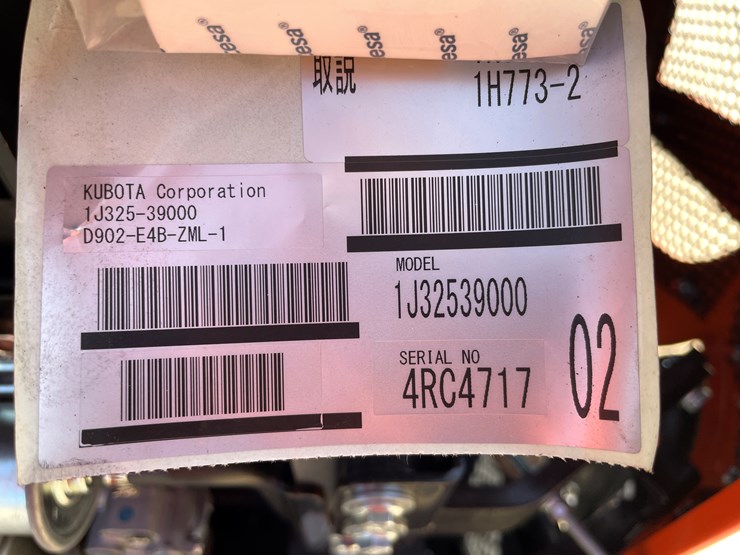 esa
esa
esa
esa
esa
取説
1H773-2
KUBOTA Corporation
1J325-39000
D902-E4B-ZML-1
MODEL
1J32539000
SERIAL NO
4RC4717
02